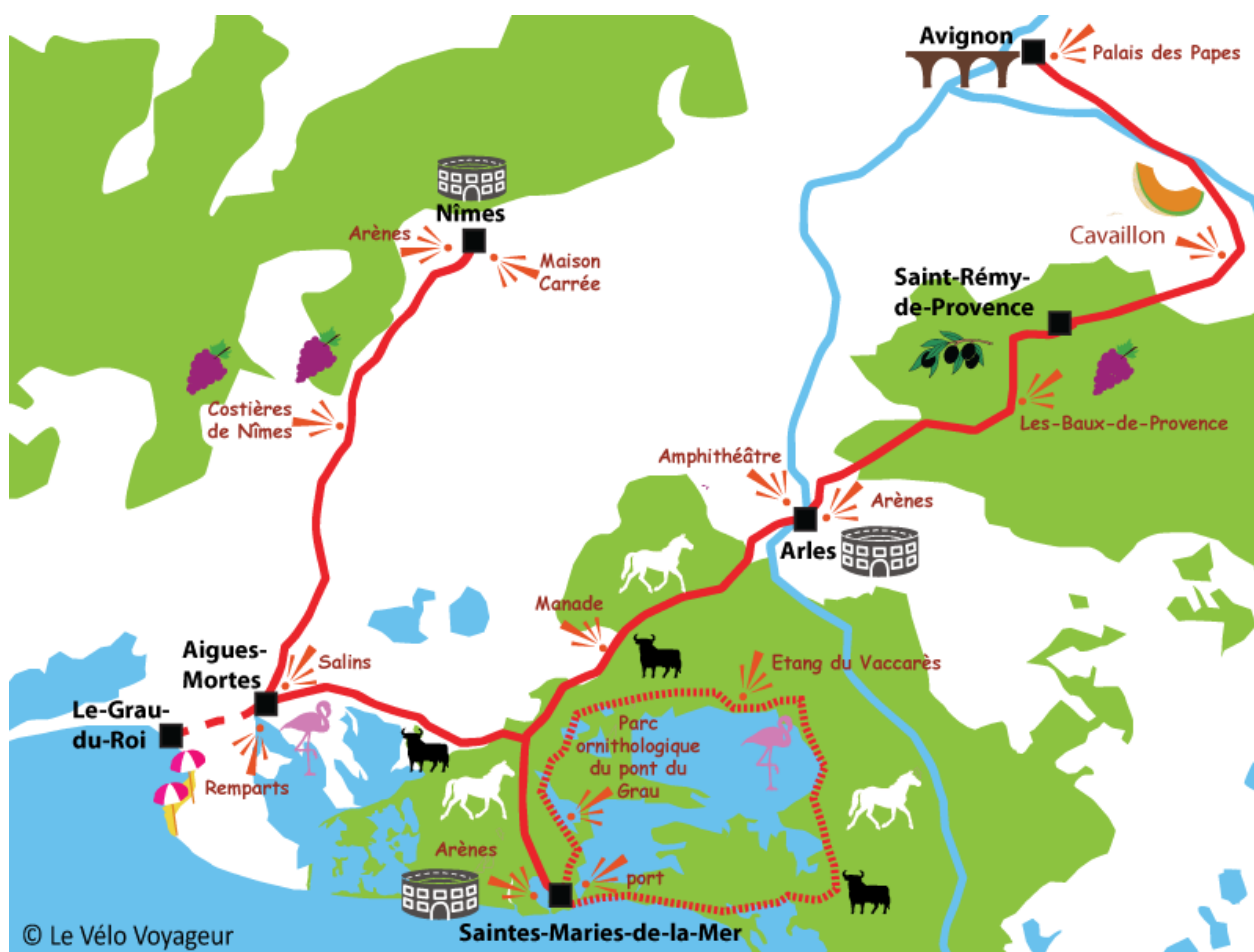 Avignon
Palais des Papes
Nîmes
Arènes
Maison
Carrée
Cavaillon
Saint-Rémy-
de-Provence
Costières
de Nîmes
Les-Baux-de-Provence
Amphithéâtre
Arènes
Arles
Manade
Aigues-
Mortes
Salins
Etang du Vaccarès
Le-Grau-
du-Roi
Parc
ornithologique
du pont du
Grau
Remparts
Arènes
port
Saintes-Maries-de-la-Mer
© Le Vélo Voyageur